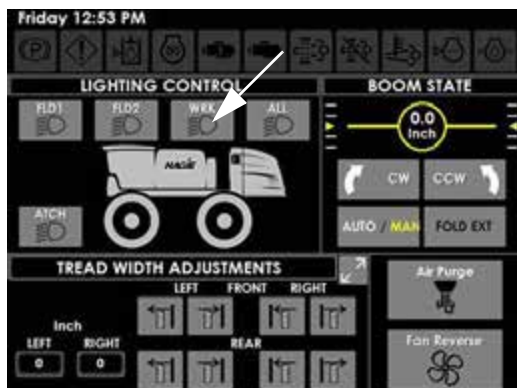 Friday 12:53 PM
LIGHTING CONTROL
BOOM STATE
FLD1 FLD2 WRK ALL
0.0
Inch
HAGIE
CW CCW
ATCH
AUTO / MAN FOLD EXT
TREAD WIDTH ADJUSTMENTS
Air Purge
LEFT FRONT RIGHT
Inch
LEFT RIGHT
REAR
0 0
Fan Reverse